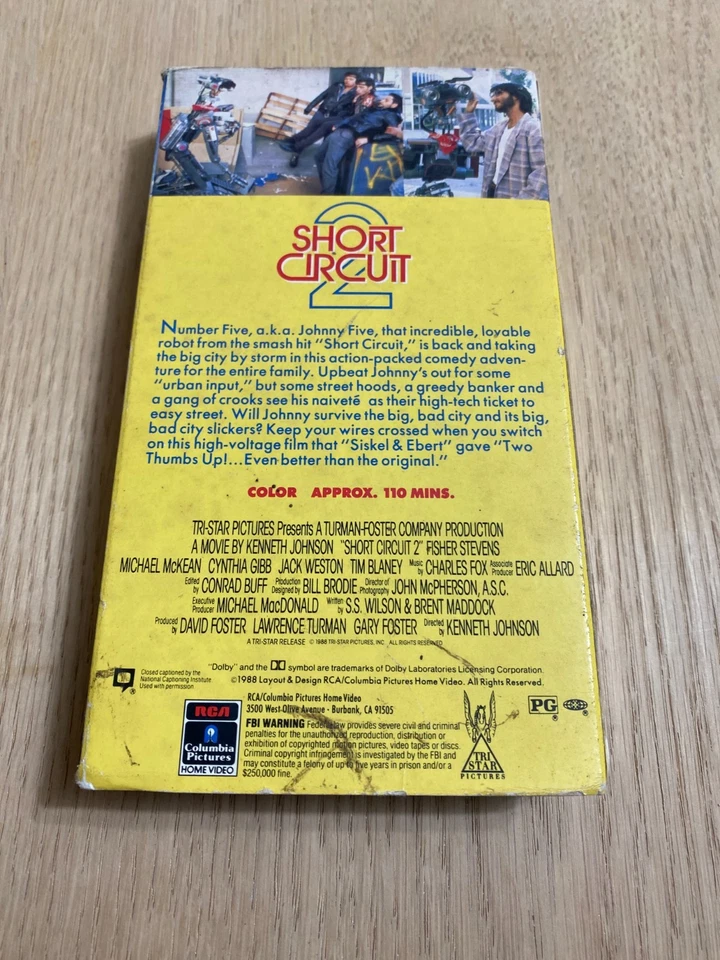 SHORT
CIRCUIT
2
Number Five, a.k.a. Johnny Five, that incredible, lovable
robot from the smash hit "Short Circuit," is back and taking
the big city by storm in this action-packed comedy adven-
ture for the entire family. Upbeat Johnny's out for some
"urban input," but some street hoods, a greedy banker and
a gang of crooks see his naiveté as their high-tech ticket to
easy street. Will Johnny survive the big, bad city and its big,
bad city slickers? Keep your wires crossed when you switch
on this high-voltage film that "Siskel & Ebert" gave "Two
Thumbs Up!...Even better than the original."
COLOR APPROX. 110 MINS.
TRI-STAR PICTURES Presents A TURMAN-FOSTER COMPANY PRODUCTION
A MOVIE BY KENNETH JOHNSON "SHORT CIRCUIT 2" FISHER STEVENS
MICHAEL McKEAN CYNTHIA GIBB JACK WESTON TIM BLANEY Music by CHARLES FOX Associate Producer ERIC ALLARD
Edited by CONRAD BUFF Production Designed by BILL BRODIE Director of Photography JOHN McPHERSON, A.S.C.
Executive Producer MICHAEL MacDONALD Written by S.S. WILSON & BRENT MADDOCK
Produced by DAVID FOSTER LAWRENCE TURMAN GARY FOSTER Directed by KENNETH JOHNSON
A TRI-STAR RELEASE © 1988 TRI-STAR PICTURES, INC. ALL RIGHTS RESERVED
"Dolby" and the DD symbol are trademarks of Dolby Laboratories Licensing Corporation.
©1988 Layout & Design RCA/Columbia Pictures Home Video. All Rights Reserved.
Closed captioned by the
National Captioning Institute
Used with permission
®
RCA
Columbia
Pictures
HOME VIDEO
RCA/Columbia Pictures Home Video
3500 West Olive Avenue - Burbank, CA 91505
FBI WARNING Federal law provides severe civil and criminal
penalties for the unauthorized reproduction, distribution or
exhibition of copyrighted motion pictures, video tapes or discs.
Criminal copyright infringement is investigated by the FBI and
may constitute a felony of up to five years in prison and/or a
$250,000 fine.
TRI
STAR
PICTURES
PG
®
®